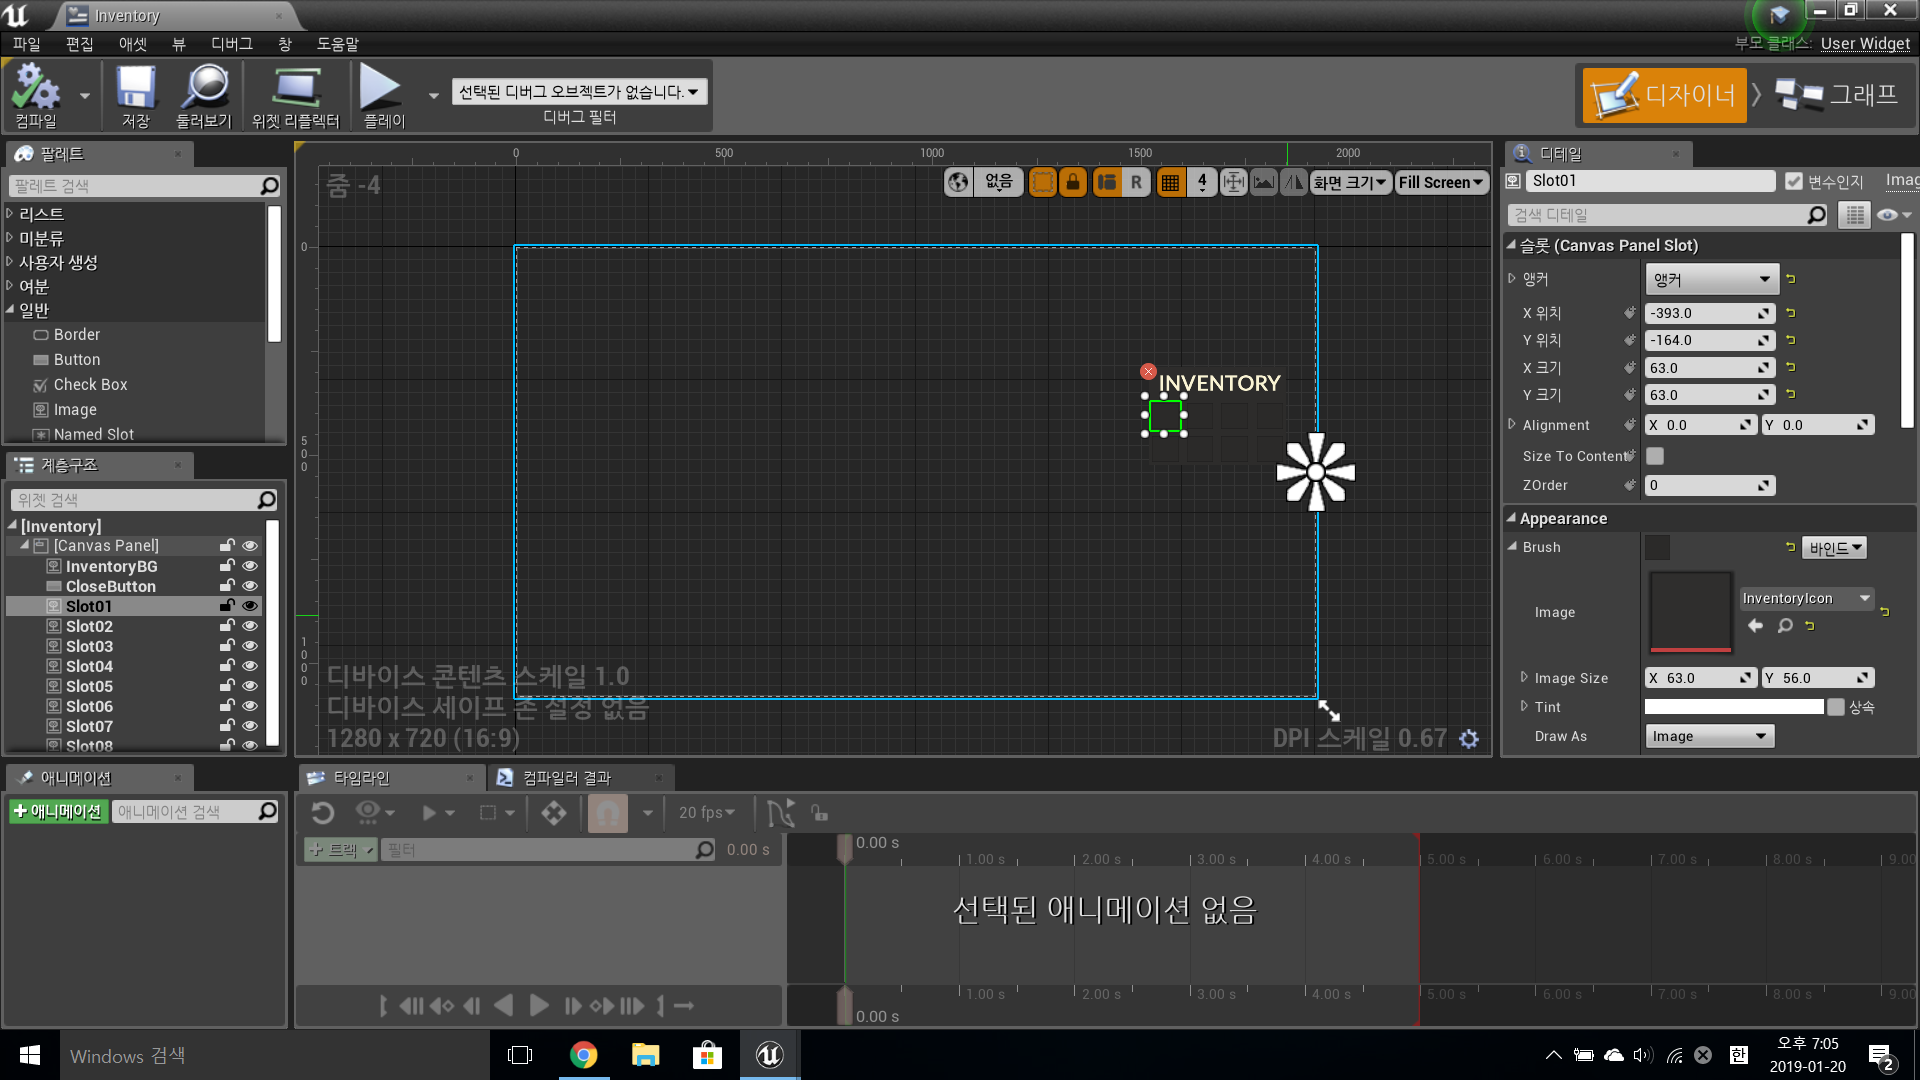 Inventory
파일 편집 애셋 뷰 디버그 창 도움말
부모 클래스: User Widget
컴파일 저장 둘러보기 위젯 리플렉터 플레이
선택된 디버그 오브젝트가 없습니다.
디버그 필터
디자이너 그래프
팔레트
팔레트 검색
리스트
미분류
사용자 생성
여분
일반
Border
Button
Check Box
Image
Named Slot
계층구조
위젯 검색
[Inventory]
[Canvas Panel]
InventoryBG
CloseButton
Slot01
Slot02
Slot03
Slot04
Slot05
Slot06
Slot07
Slot08
0 500 1000 1500 2000
줌 -4
없음 R 4 화면 크기 Fill Screen
0
500
1000
INVENTORY
디바이스 콘텐츠 스케일 1.0
디바이스 세이프 존 설정 없음
1280 x 720 (16:9)
DPI 스케일 0.67
디테일
Slot01 변수인지 Imag
검색 디테일
슬롯 (Canvas Panel Slot)
앵커 앵커
X 위치 -393.0
Y 위치 -164.0
X 크기 63.0
Y 크기 63.0
Alignment X 0.0 Y 0.0
Size To Content
ZOrder 0
Appearance
Brush 바인드
Image InventoryIcon
Image Size X 63.0 Y 56.0
Tint 상속
Draw As Image
애니메이션
+애니메이션 애니메이션 검색
타임라인 컴파일러 결과
20 fps
+ 트랙 필터 0.00 s
0.00 s
1.00 s 2.00 s 3.00 s 4.00 s 5.00 s 6.00 s 7.00 s 8.00 s 9.00
선택된 애니메이션 없음
1.00 s 2.00 s 3.00 s 4.00 s 5.00 s 6.00 s 7.00 s 8.00 s 9.00
0.00 s
Windows 검색
한
오후 7:05
2019-01-20
2